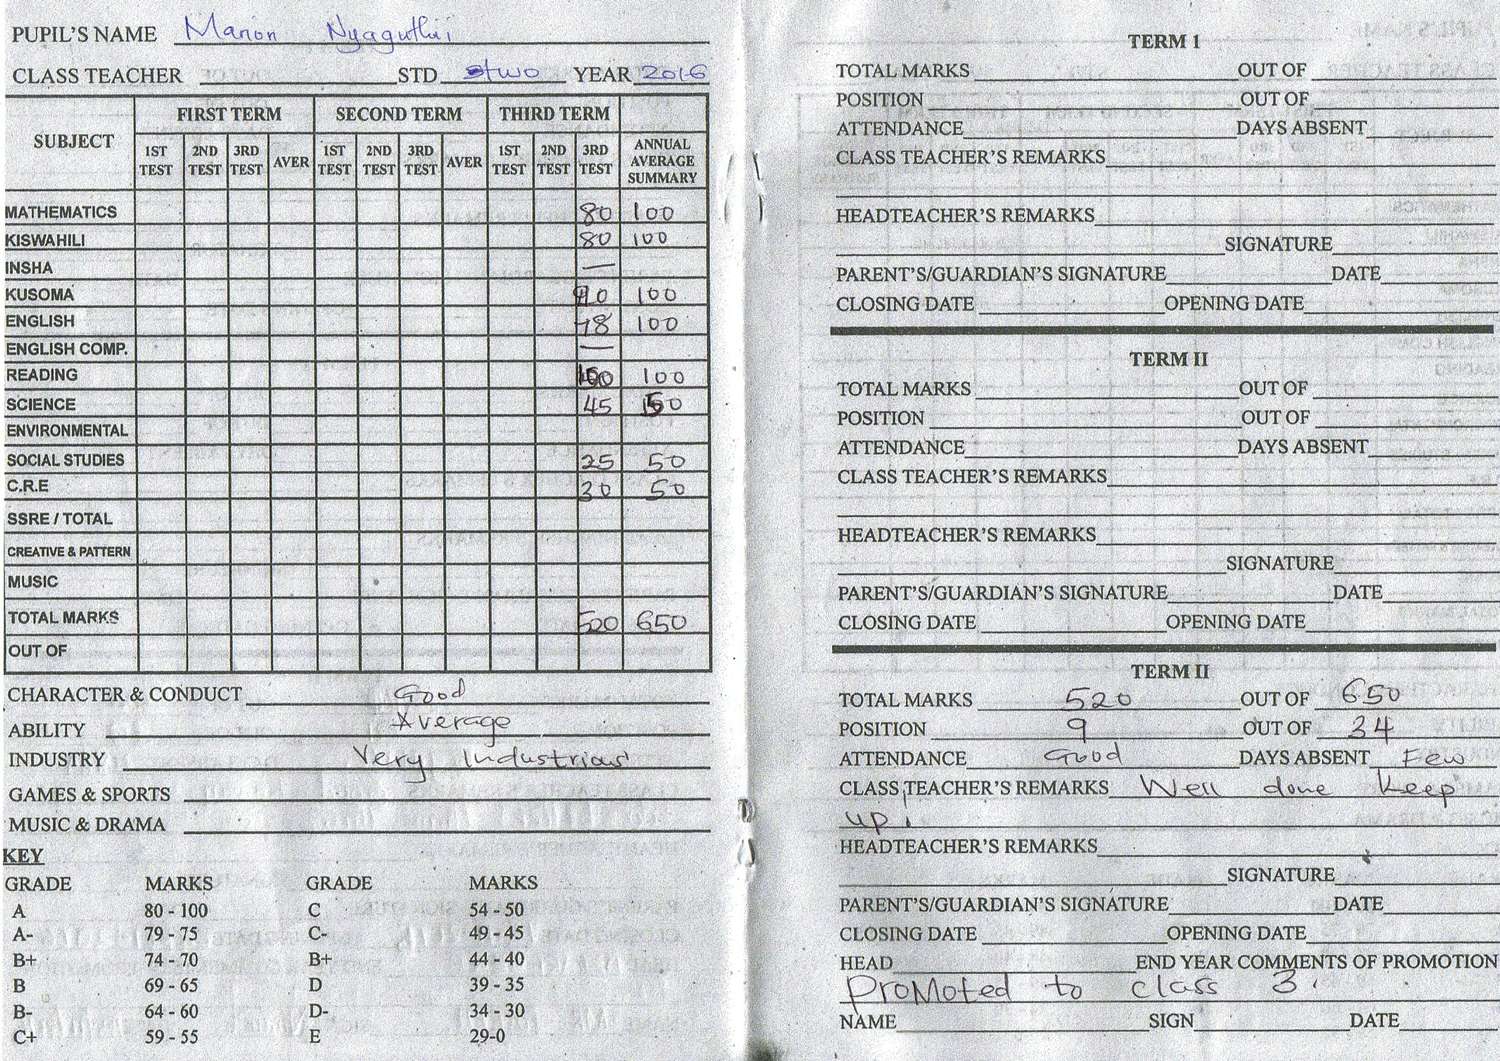 PUPIL'S NAME Marion Nyaguthii
CLASS TEACHER STD two YEAR 2016
SUBJECT FIRST TERM SECOND TERM THIRD TERM
1ST TEST 2ND TEST 3RD TEST AVER 1ST TEST 2ND TEST 3RD TEST AVER 1ST TEST 2ND TEST 3RD TEST ANNUAL AVERAGE SUMMARY
MATHEMATICS 80 100
KISWAHILI 80 100
INSHA —
KUSOMA 90 100
ENGLISH 78 100
ENGLISH COMP. —
READING 100
SCIENCE 45 50
ENVIRONMENTAL
SOCIAL STUDIES 25 50
C.R.E 30 50
SSRE / TOTAL
CREATIVE & PATTERN
MUSIC
TOTAL MARKS 520 650
OUT OF
CHARACTER & CONDUCT Good
ABILITY Average
INDUSTRY Very Industrious
GAMES & SPORTS
MUSIC & DRAMA
KEY
GRADE MARKS GRADE MARKS
A 80 - 100 C 54 - 50
A- 79 - 75 C- 49 - 45
B+ 74 - 70 B+ 44 - 40
B 69 - 65 D 39 - 35
B- 64 - 60 D- 34 - 30
C+ 59 - 55 E 29-0
TERM 1
TOTAL MARKS OUT OF
POSITION OUT OF
ATTENDANCE DAYS ABSENT
CLASS TEACHER'S REMARKS
HEADTEACHER'S REMARKS
SIGNATURE
PARENT'S/GUARDIAN'S SIGNATURE DATE
CLOSING DATE OPENING DATE
TERM II
TOTAL MARKS OUT OF
POSITION OUT OF
ATTENDANCE DAYS ABSENT
CLASS TEACHER'S REMARKS
HEADTEACHER'S REMARKS
SIGNATURE
PARENT'S/GUARDIAN'S SIGNATURE DATE
CLOSING DATE OPENING DATE
TERM II
TOTAL MARKS 520 OUT OF 650
POSITION 9 OUT OF 34
ATTENDANCE Good DAYS ABSENT Few
CLASS TEACHER'S REMARKS Well done keep
up!
HEADTEACHER'S REMARKS
SIGNATURE
PARENT'S/GUARDIAN'S SIGNATURE DATE
CLOSING DATE OPENING DATE
HEAD END YEAR COMMENTS OF PROMOTION
Promoted to class 3.
NAME SIGN DATE